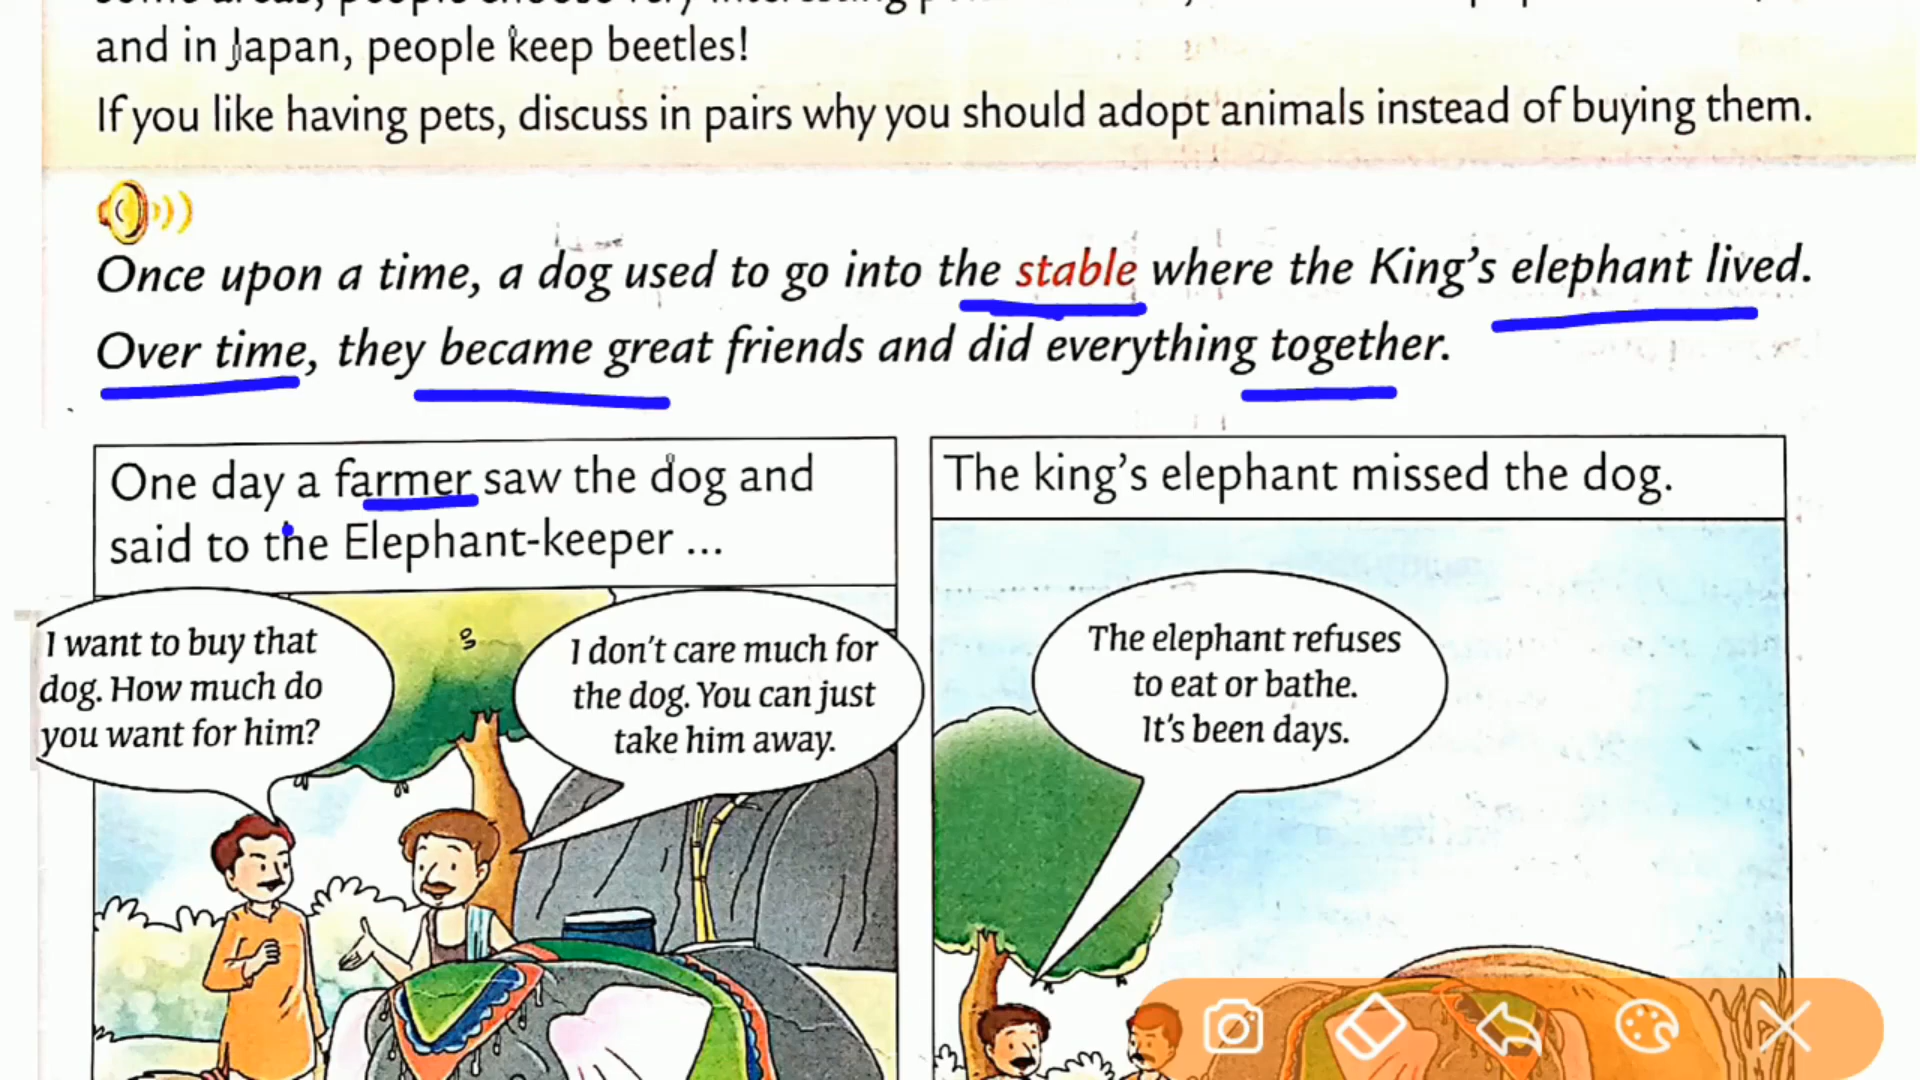 and in Japan, people keep beetles!
If you like having pets, discuss in pairs why you should adopt animals instead of buying them.
Once upon a time, a dog used to go into the stable where the King's elephant lived.
Over time, they became great friends and did everything together.
One day a farmer saw the dog and
said to the Elephant-keeper ...
I want to buy that
dog. How much do
you want for him?
I don't care much for
the dog. You can just
take him away.
The king's elephant missed the dog.
The elephant refuses
to eat or bathe.
It's been days.